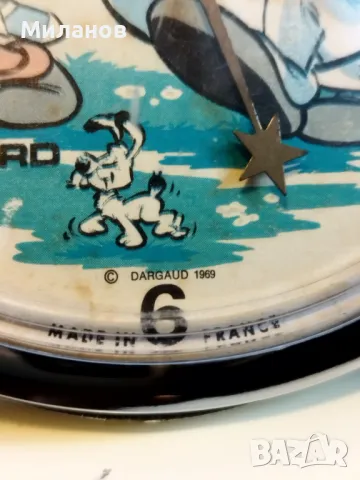 Миланов
RD
© DARGAUD 1969
6
MADE IN FRANCE
BAZAR